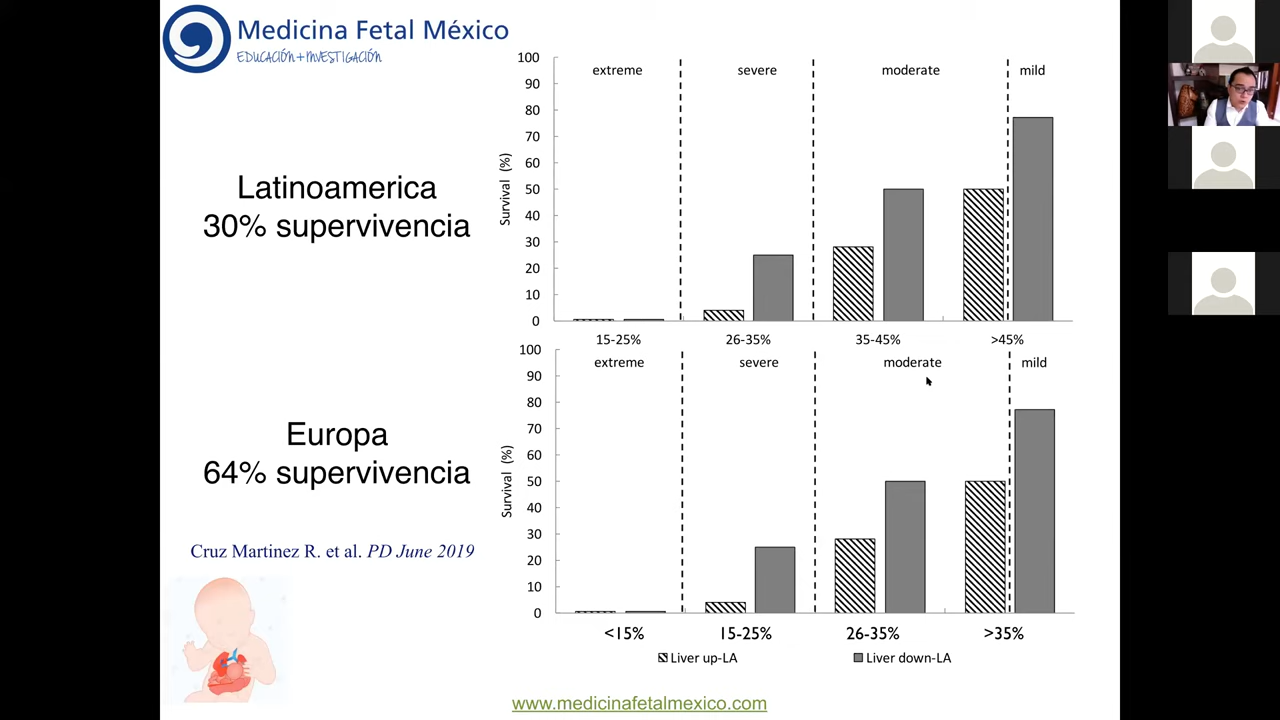 Medicina Fetal México
EDUCACIÓN+INVESTIGACIÓN
Latinoamerica
30% supervivencia
Survival (%)
100
90
80
70
60
50
40
30
20
10
0
extreme severe moderate mild
15-25% 26-35% 35-45% >45%
Europa
64% supervivencia
Survival (%)
100
90
80
70
60
50
40
30
20
10
0
extreme severe moderate mild
<15% 15-25% 26-35% >35%
Liver up-LA Liver down-LA
Cruz Martinez R. et al. PD June 2019
www.medicinafetalmexico.com